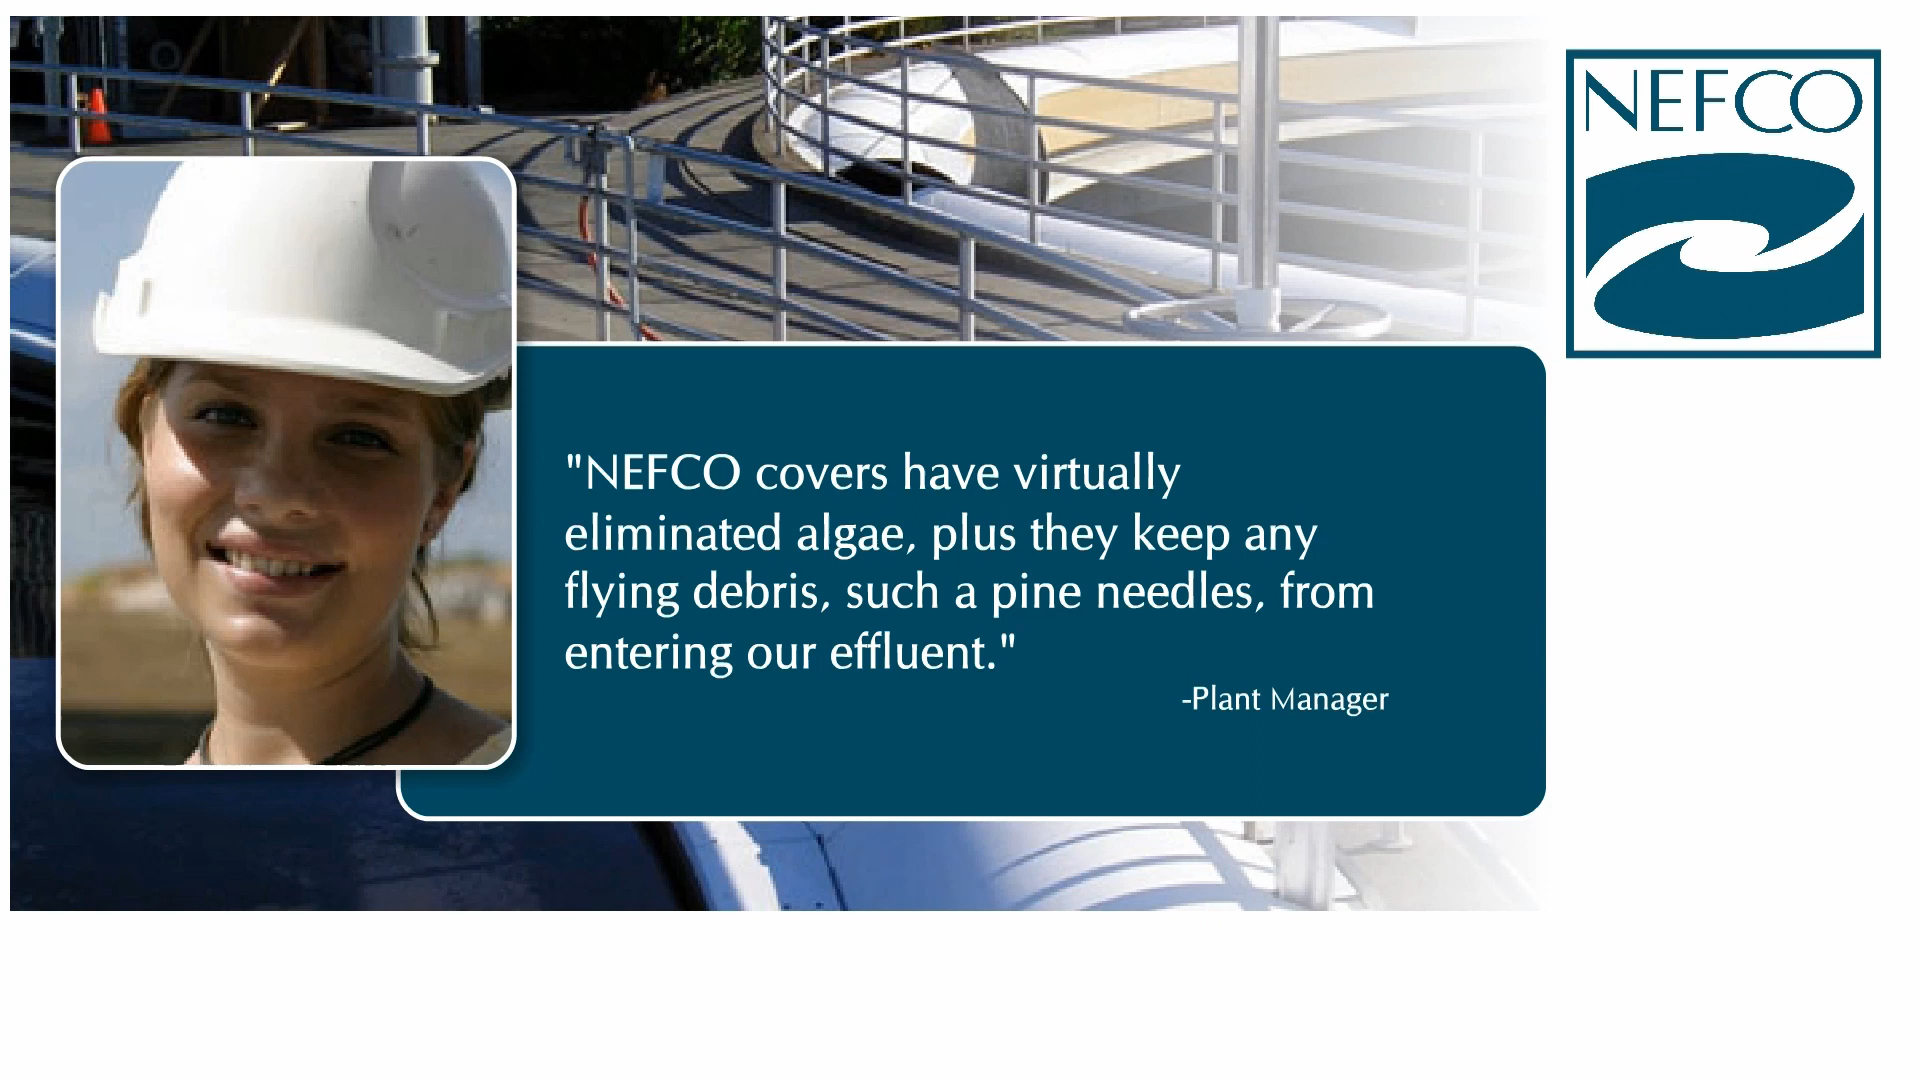 NEFCO
"NEFCO covers have virtually
eliminated algae, plus they keep any
flying debris, such a pine needles, from
entering our effluent."
-Plant Manager